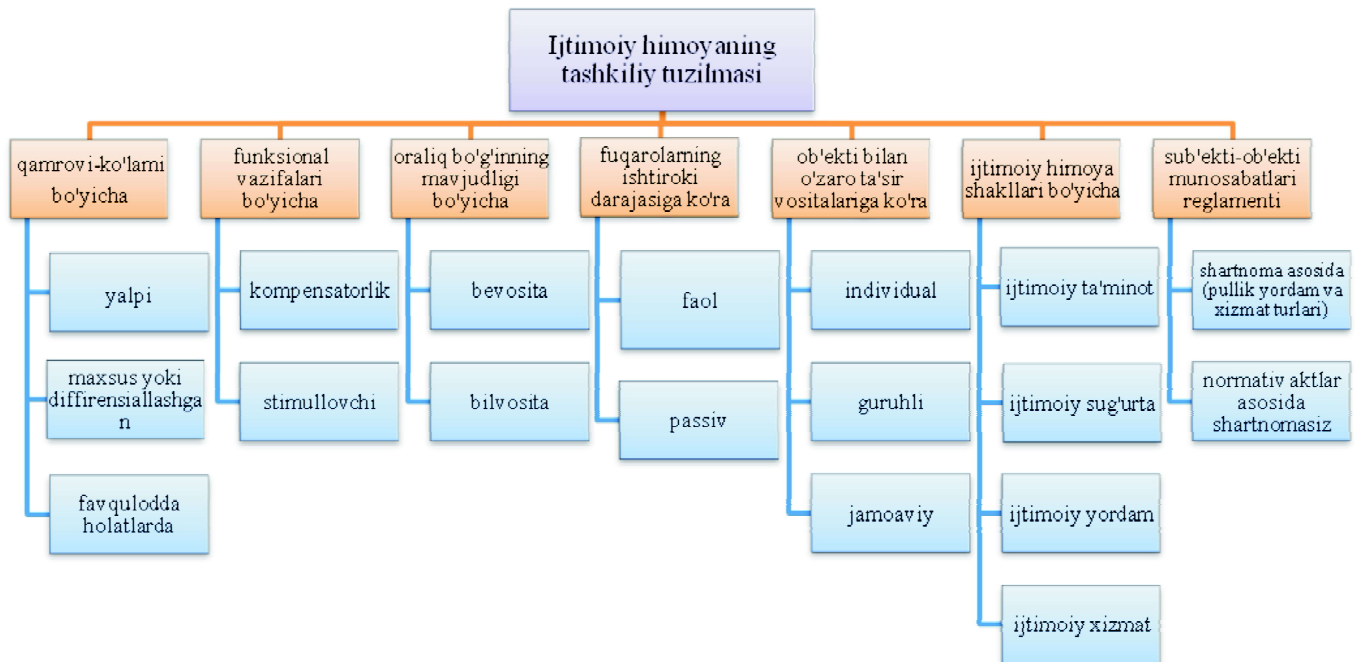 Ijtimoiy himoyaning
tashkiliy tuzilmasi
qamrovi-ko'lami
bo'yicha
yalpi
maxsus yoki
diffirensiallashga
n
favqulodda
holatlarda
funksional
vazifalari
bo'yicha
kompensatorlik
stimullovchi
oraliq bo'g'inning
mavjudligi
bo'yicha
bevosita
bilvosita
fuqarolarning
ishtiroki
darajasiga ko'ra
faol
passiv
ob'ekti bilan
o'zaro ta'sir
vositalariga ko'ra
individual
guruhli
jamoaviy
ijtimoiy himoya
shakllari bo'yicha
ijtimoiy ta'minot
ijtimoiy sug'urta
ijtimoiy yordam
ijtimoiy xizmat
sub'ekti-ob'ekti
munosabatlari
reglamenti
shartnoma asosida
(pullik yordam va
xizmat turlari)
normativ aktlar
asosida
shartnomasiz